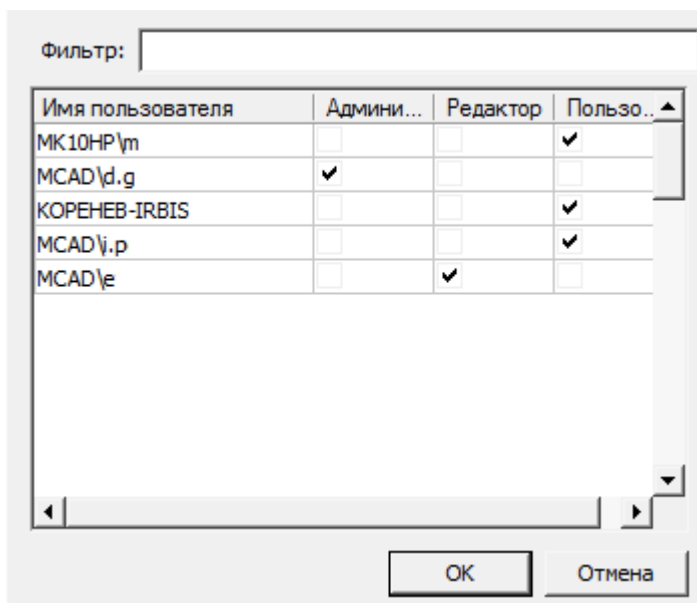 Фильтр:
Имя пользователя Админи... Редактор Пользо...
MK10HP\m
MCAD\d.g
КОРЕНЕВ-IRBIS
MCAD\i.p
MCAD\e
OK Отмена